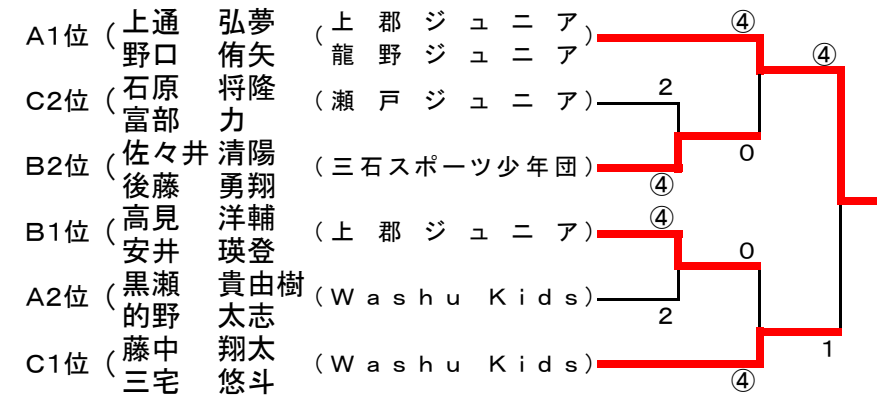 上通 弘夢 (上郡ジュニア ④
A1位 ( ) ④
野口 侑矢 龍野ジュニア
石原 将隆 2
C2位 ( (瀬戸ジュニア)
富部 力
佐々井 清陽 0
B2位 ( (三石スポーツ少年団)
後藤 勇翔 ④
高見 洋輔 ④
B1位 ( (上郡ジュニア)
安井 瑛登 0
黒瀬 貴由樹
A2位 ( (Washu Kids)
的野 太志 2
藤中 翔太 1
C1位 ( (Washu Kids)
三宅 悠斗 ④